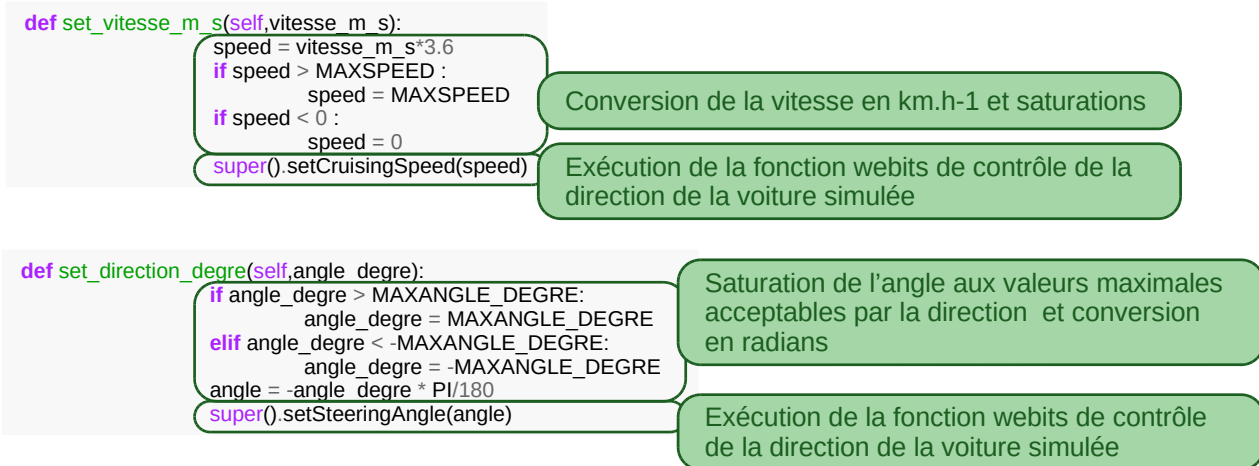 def set_vitesse_m_s(self,vitesse_m_s):
speed = vitesse_m_s*3.6
if speed > MAXSPEED :
speed = MAXSPEED
if speed < 0 :
speed = 0
super().setCruisingSpeed(speed)
Conversion de la vitesse en km.h-1 et saturations
Exécution de la fonction webits de contrôle de la
direction de la voiture simulée
def set_direction_degre(self,angle_degre):
if angle_degre > MAXANGLE_DEGRE:
angle_degre = MAXANGLE_DEGRE
elif angle_degre < -MAXANGLE_DEGRE:
angle_degre = -MAXANGLE_DEGRE
angle = -angle_degre * PI/180
super().setSteeringAngle(angle)
Saturation de l’angle aux valeurs maximales
acceptables par la direction et conversion
en radians
Exécution de la fonction webits de contrôle
de la direction de la voiture simulée